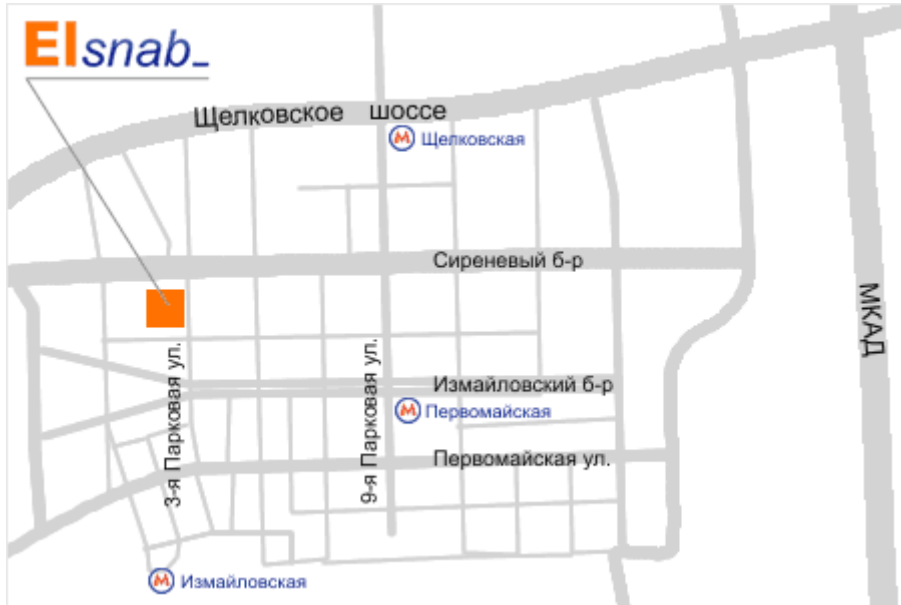 Elsnab_
Щелковское шоссе
М Щелковская
Сиреневый б-р
МКАД
3-я Парковая ул.
9-я Парковая ул.
Измайловский б-р
М Первомайская
Первомайская ул.
М Измайловская